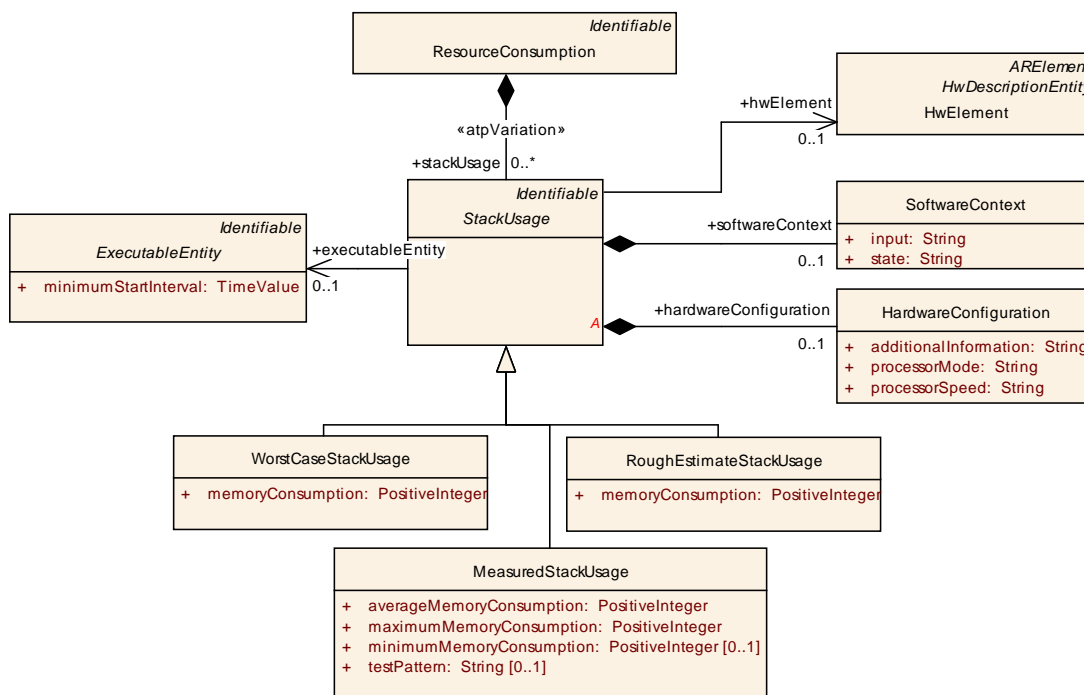 Identifiable
ResourceConsumption
«atpVariation»
+stackUsage 0..*
ARElement
HwDescriptionEntity
HwElement
+hwElement
0..1
Identifiable
StackUsage
A
Identifiable
ExecutableEntity
+ minimumStartInterval: TimeValue
+executableEntity
0..1
SoftwareContext
+ input: String
+ state: String
+softwareContext
0..1
HardwareConfiguration
+ additionalInformation: String
+ processorMode: String
+ processorSpeed: String
+hardwareConfiguration
0..1
WorstCaseStackUsage
+ memoryConsumption: PositiveInteger
RoughEstimateStackUsage
+ memoryConsumption: PositiveInteger
MeasuredStackUsage
+ averageMemoryConsumption: PositiveInteger
+ maximumMemoryConsumption: PositiveInteger
+ minimumMemoryConsumption: PositiveInteger [0..1]
+ testPattern: String [0..1]